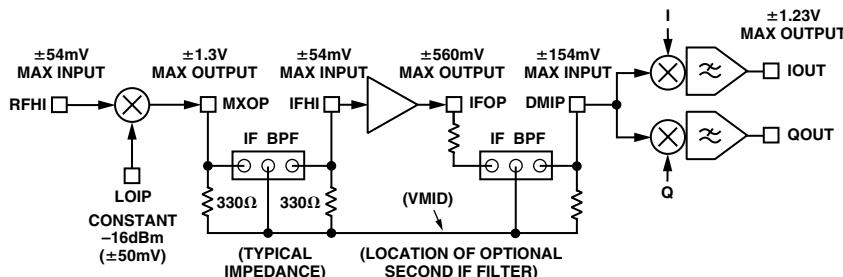 I
±1.23V
MAX OUTPUT
±54mV
MAX INPUT
±1.3V
MAX OUTPUT
±54mV
MAX INPUT
±560mV
MAX OUTPUT
±154mV
MAX INPUT
RFHI
MXOP
IFHI
IFOP
DMIP
IOUT
IF BPF
IF BPF
QOUT
LOIP
330Ω
330Ω
(VMID)
Q
CONSTANT
–16dBm
(±50mV)
(TYPICAL
IMPEDANCE)
(LOCATION OF OPTIONAL
SECOND IF FILTER)